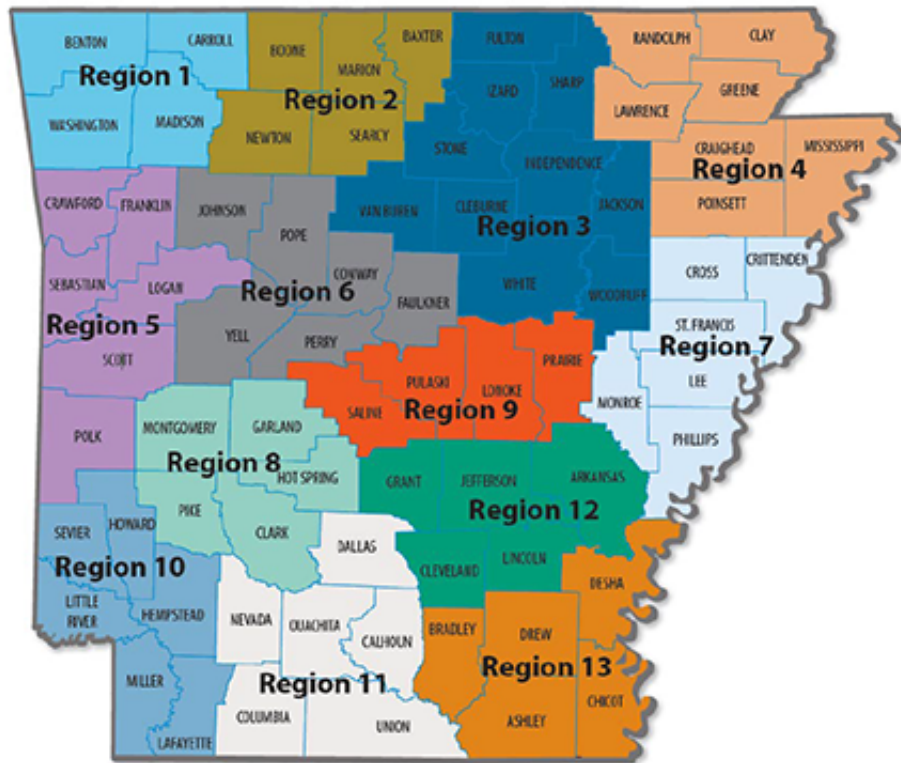 BENTON
CARROLL
Region 1
WASHINGTON
MADISON
BOONE
MARION
BAXTER
Region 2
NEWTON
SEARCY
FULTON
IZARD
SHARP
STONE
INDEPENDENCE
VAN BUREN
CLEBURNE
JACKSON
Region 3
WHITE
WOODRUFF
RANDOLPH
CLAY
GREENE
LAWRENCE
CRAIGHEAD
MISSISSIPPI
Region 4
POINSETT
CRAWFORD
FRANKLIN
SEBASTIAN
LOGAN
Region 5
SCOTT
POLK
JOHNSON
POPE
CONWAY
Region 6
FAULKNER
YELL
PERRY
CROSS
CRITTENDEN
ST. FRANCIS
Region 7
LEE
MONROE
PHILLIPS
MONTGOMERY
GARLAND
Region 8
HOT SPRING
PIKE
CLARK
PULASKI
LONOKE
PRAIRIE
SALINE
Region 9
SEVIER
HOWARD
Region 10
LITTLE
RIVER
HEMPSTEAD
MILLER
LAFAYETTE
DALLAS
NEVADA
OUACHITA
CALHOUN
Region 11
COLUMBIA
UNION
GRANT
JEFFERSON
ARKANSAS
Region 12
CLEVELAND
LINCOLN
DESHA
BRADLEY
DREW
Region 13
ASHLEY
CHICOT